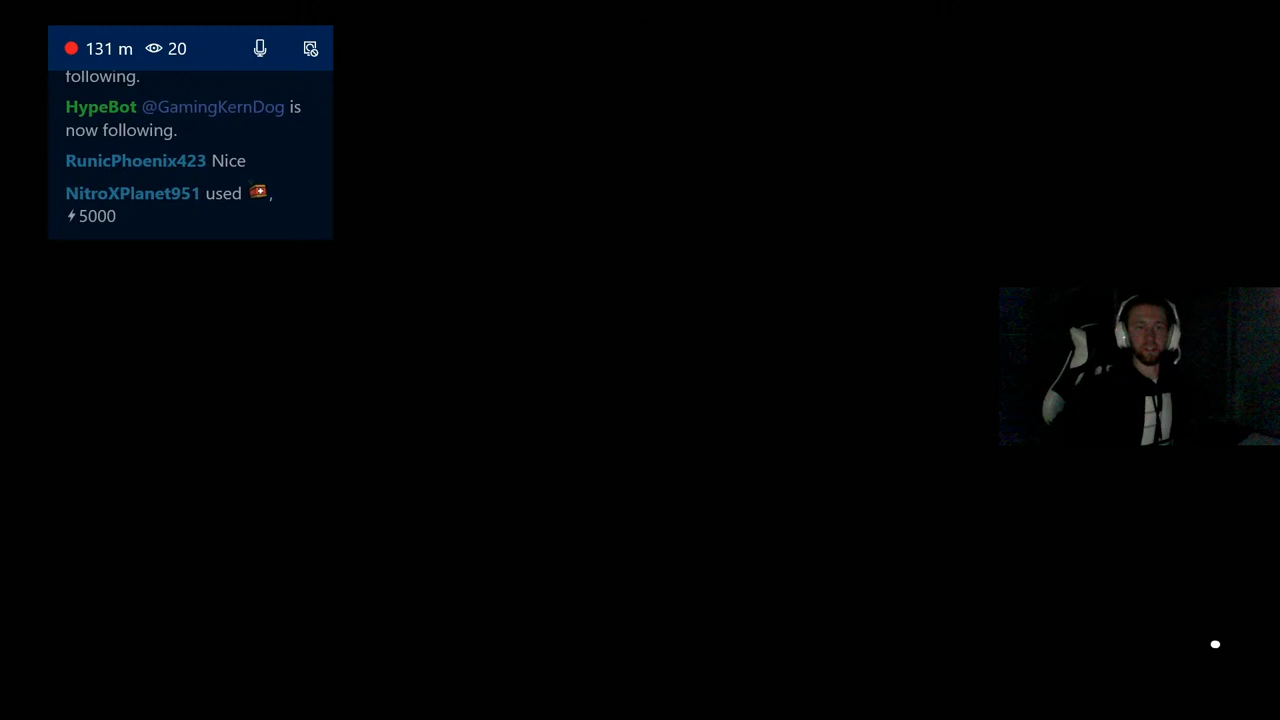 131 m 20
following.
HypeBot @GamingKernDog is
now following.
RunicPhoenix423 Nice
NitroXPlanet951 used ,
5000